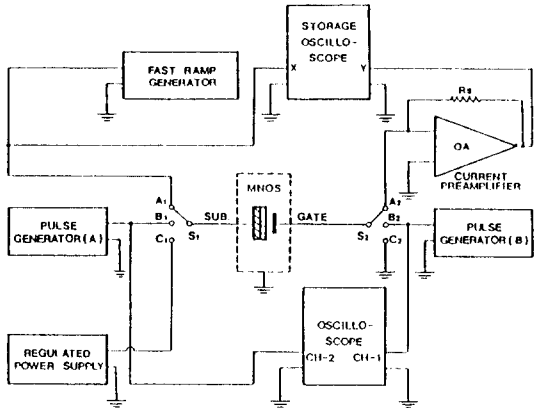 STORAGE
OSCILLO-
SCOPE
X Y
FAST RAMP
GENERATOR
Rs
OA
CURRENT
PREAMPLIFIER
MNOS
A1
B1
C1
S1
SUB
GATE
A2
B2
C2
S2
PULSE
GENERATOR(A)
PULSE
GENERATOR(B)
OSCILLO-
SCOPE
CH-2 CH-1
REGULATED
POWER SUPPLY